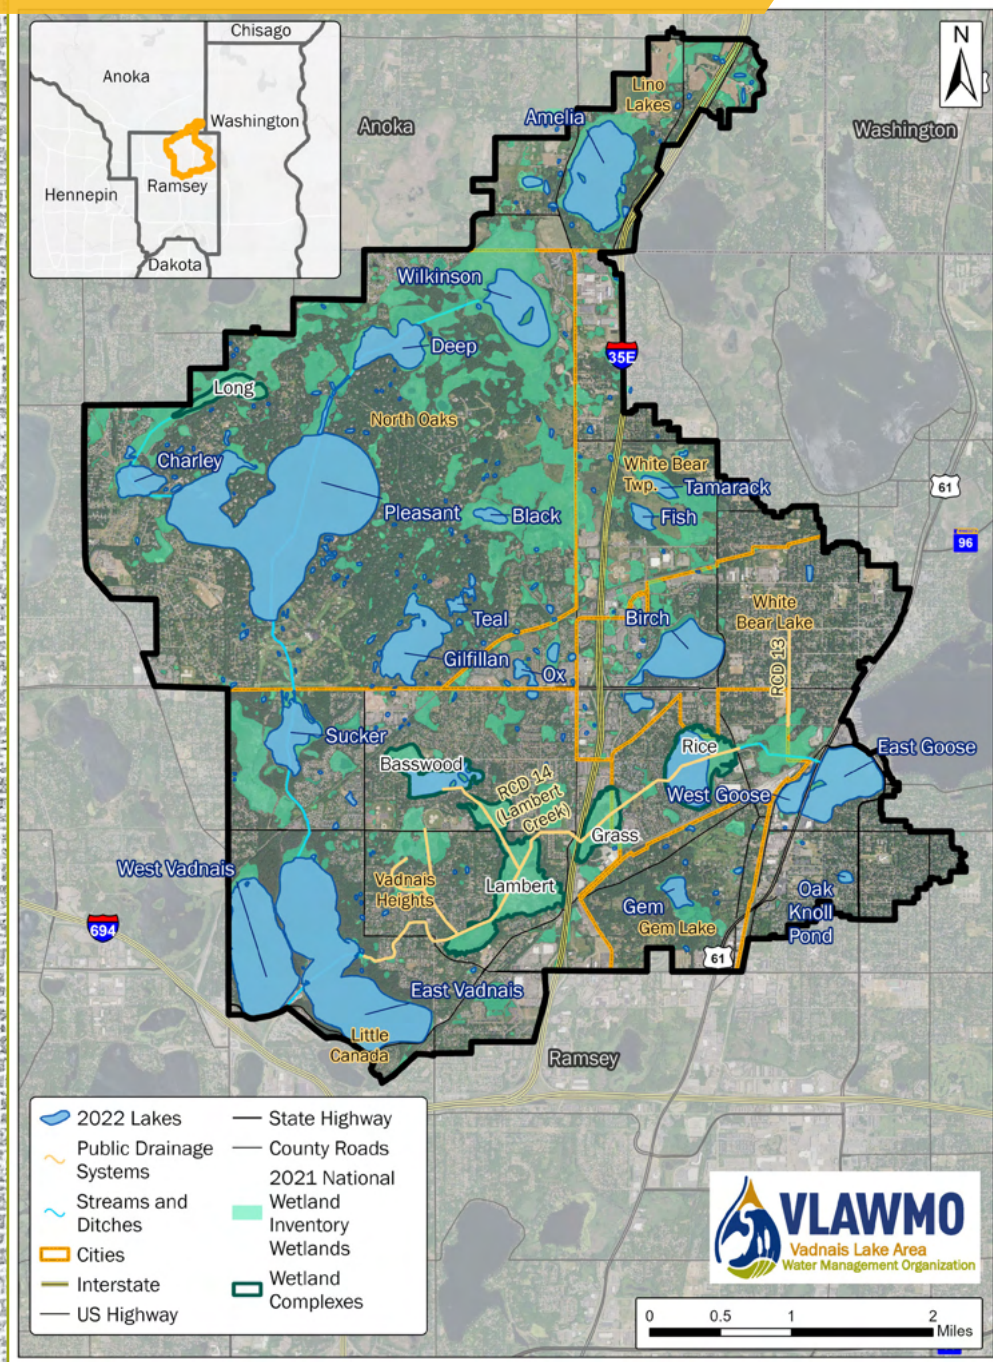 Chisago
Anoka
Washington
Hennepin
Ramsey
Dakota
N
Anoka
Washington
Lino
Lakes
Amelia
Wilkinson
Deep
35E
Long
North Oaks
Charley
White Bear
Twp.
Tamarack
61
Pleasant
Black
Fish
96
Teal
White
Bear Lake
Birch
Gilfillan
Ox
RCD 13
Sucker
Basswood
Rice
East Goose
RCD 14
(Lambert
Creek)
West Goose
Grass
West Vadnais
Vadnais
Heights
Lambert
Gem
Gem Lake
Oak
Knoll
Pond
694
61
East Vadnais
Little
Canada
Ramsey
2022 Lakes
Public Drainage
Systems
Streams and
Ditches
Cities
Interstate
US Highway
State Highway
County Roads
2021 National
Wetland
Inventory
Wetlands
Wetland
Complexes
VLAWMO
Vadnais Lake Area
Water Management Organization
0 0.5 1 2
Miles